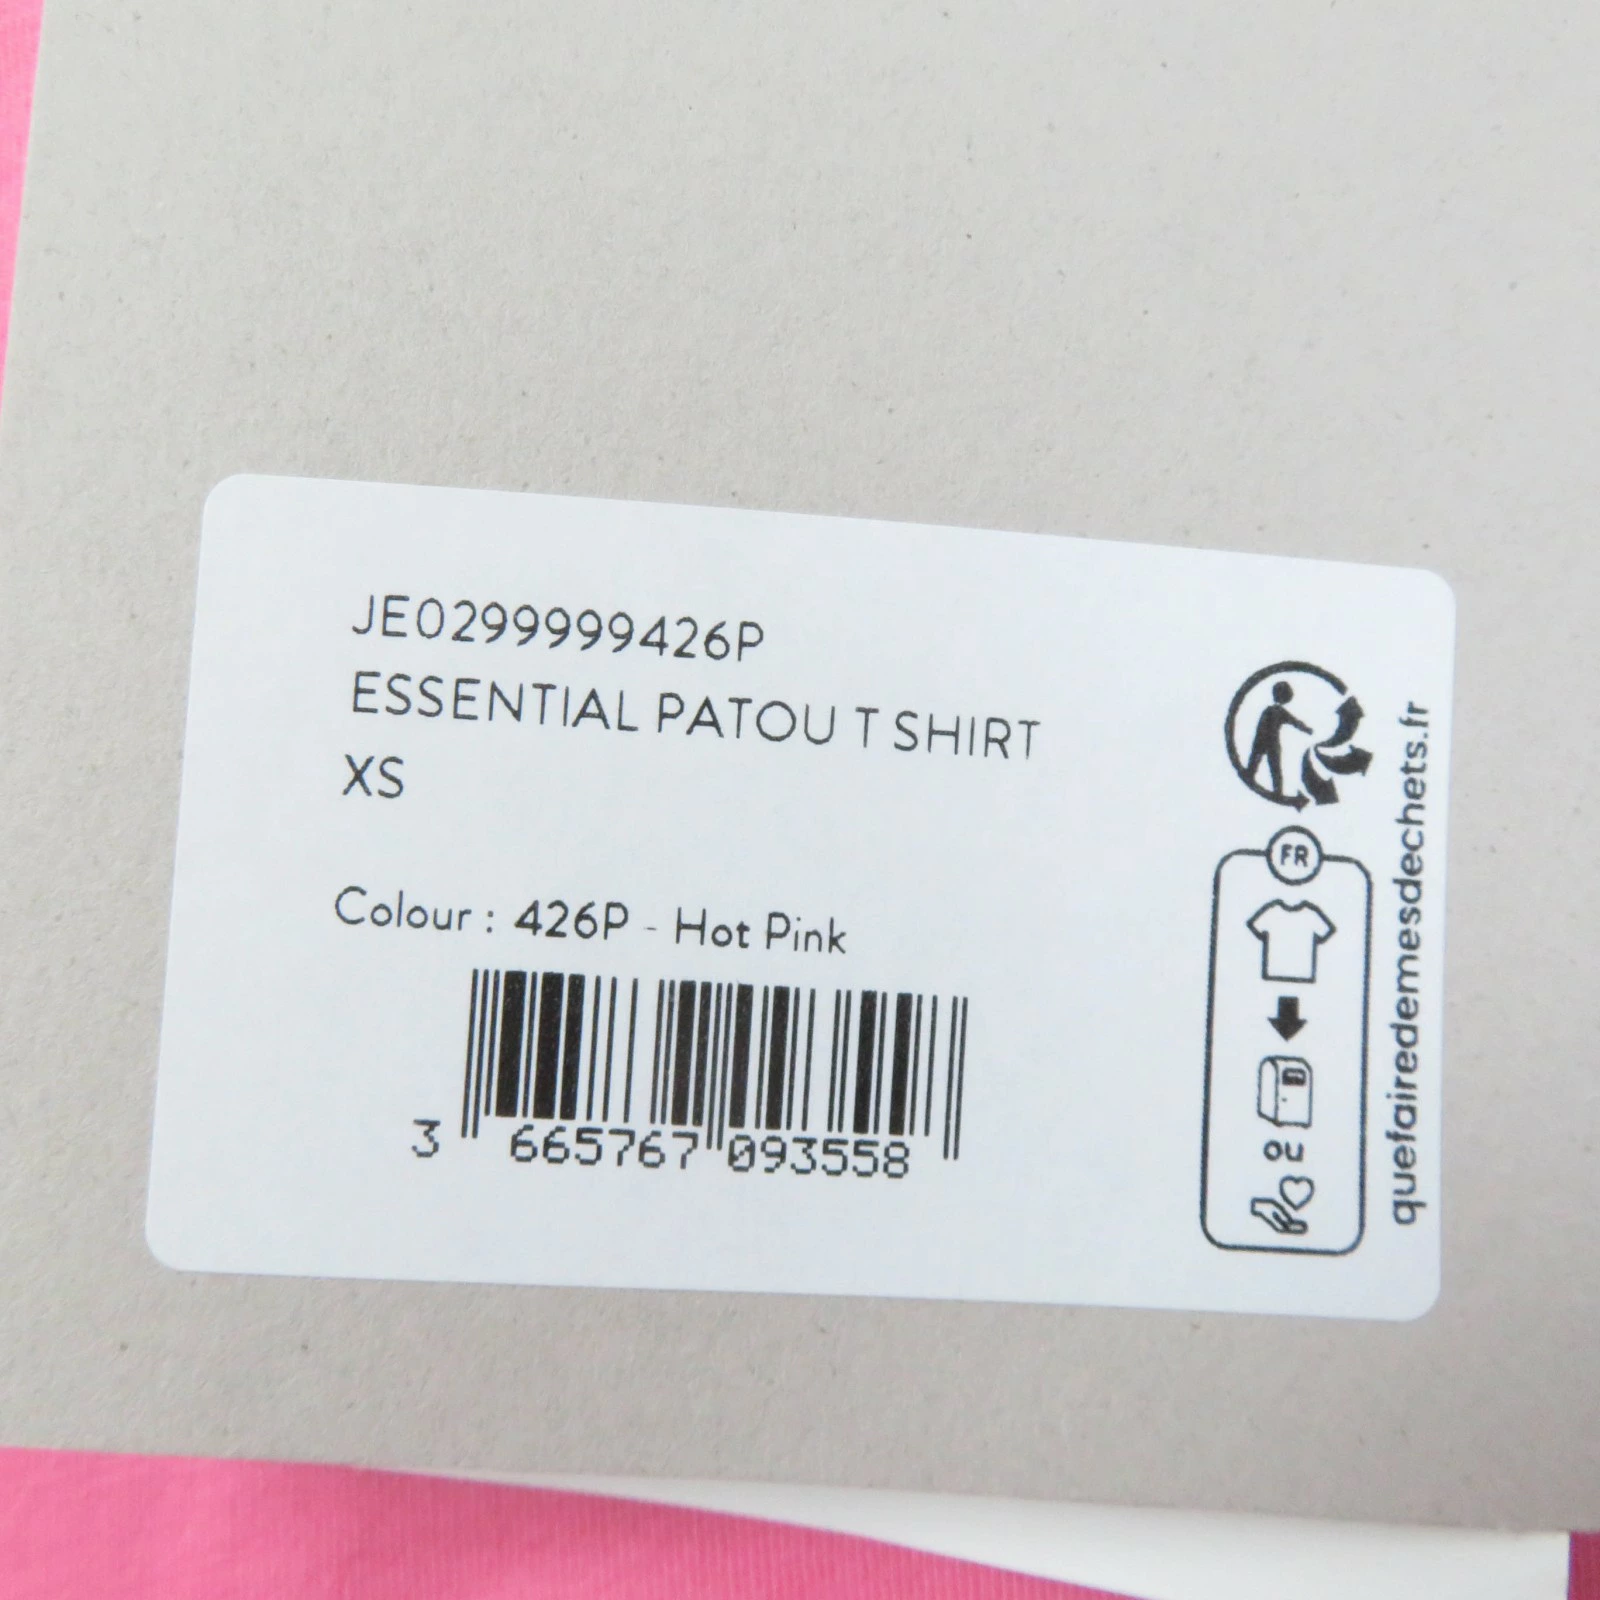 JE0299999426P
ESSENTIAL PATOU T SHIRT
XS
Colour : 426P - Hot Pink
3 665767 093558
FR
OU
quefairedemesdechets.fr